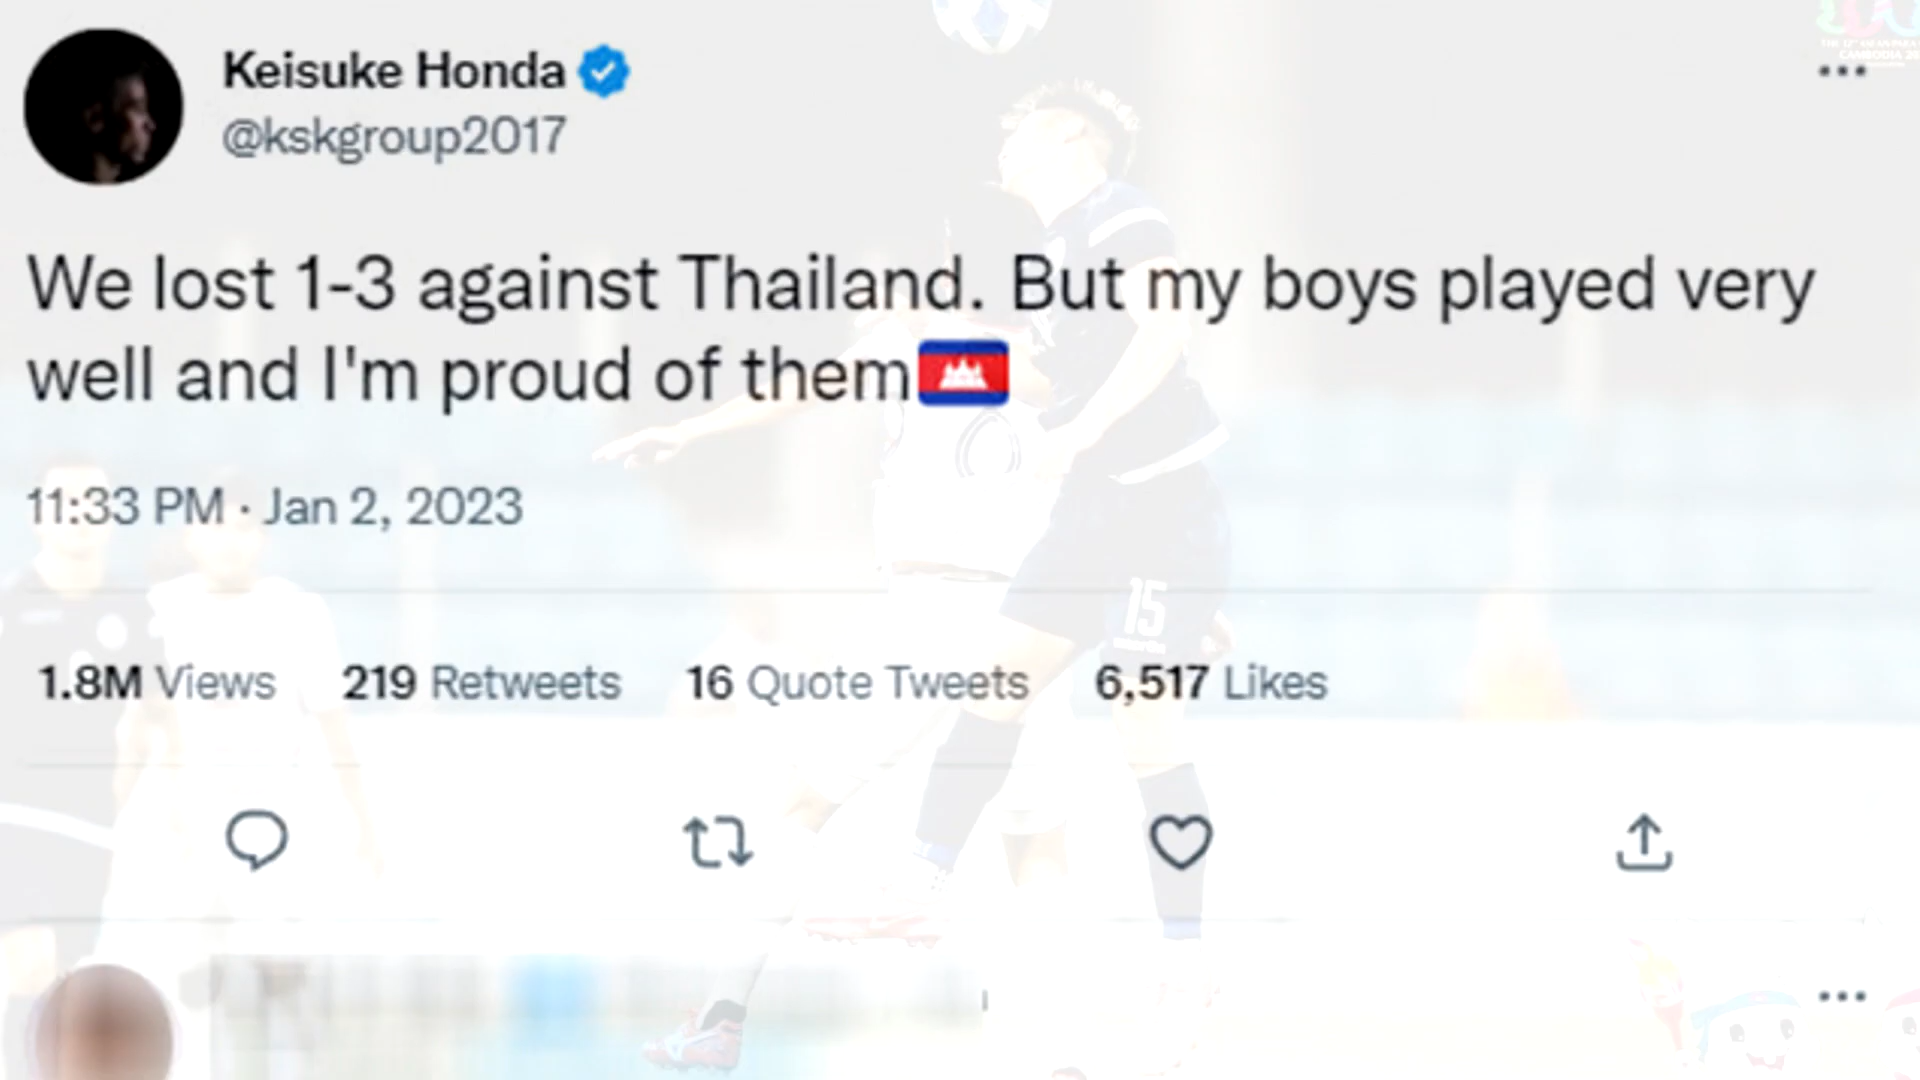 Keisuke Honda
@kskgroup2017
We lost 1-3 against Thailand. But my boys played very
well and I'm proud of them🇰🇭
11:33 PM · Jan 2, 2023
1.8M Views 219 Retweets 16 Quote Tweets 6,517 Likes
15